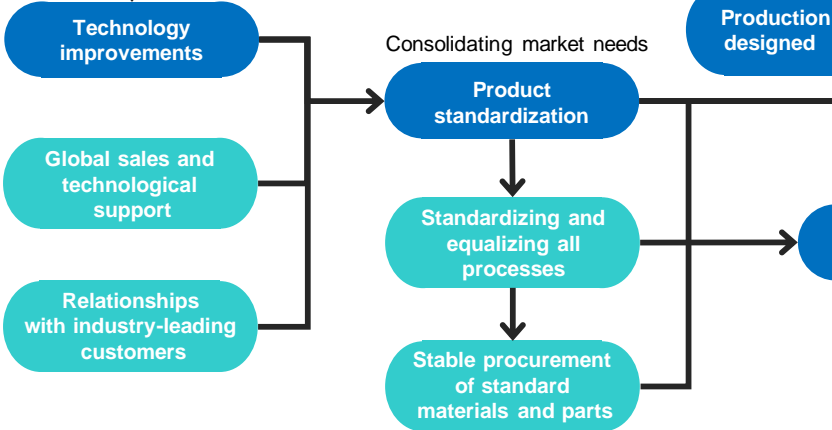 Technology
improvements
Global sales and
technological
support
Relationships
with industry-leading
customers
Consolidating market needs
Product
standardization
Standardizing and
equalizing all
processes
Stable procurement
of standard
materials and parts
Production
designed